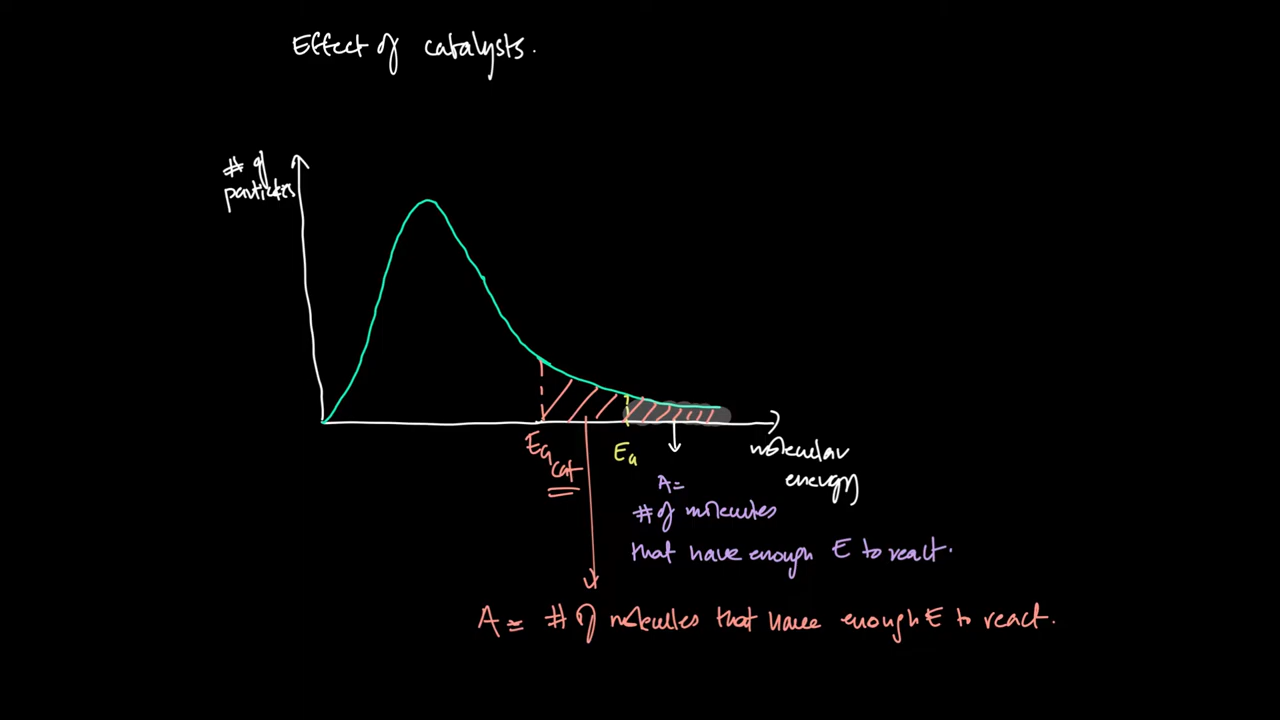 Effect of catalysts.
# of
particles
Ea cat
Ea
molecular
energy
A =
# of molecules
that have enough E to react.
A = # of molecules that have enough E to react.